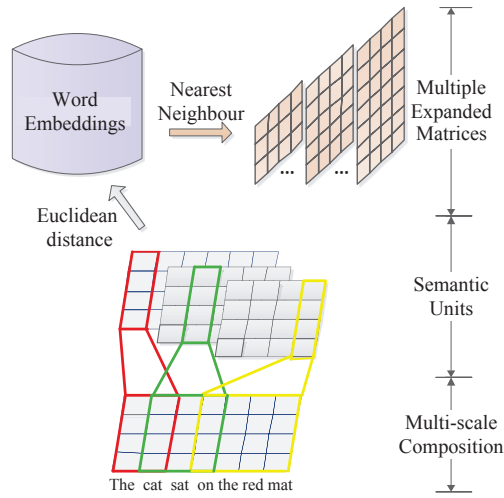 Word
Embeddings
Nearest
Neighbour
...
...
Multiple
Expanded
Matrices
Euclidean
distance
Semantic
Units
Multi-scale
Composition
The cat sat on the red mat